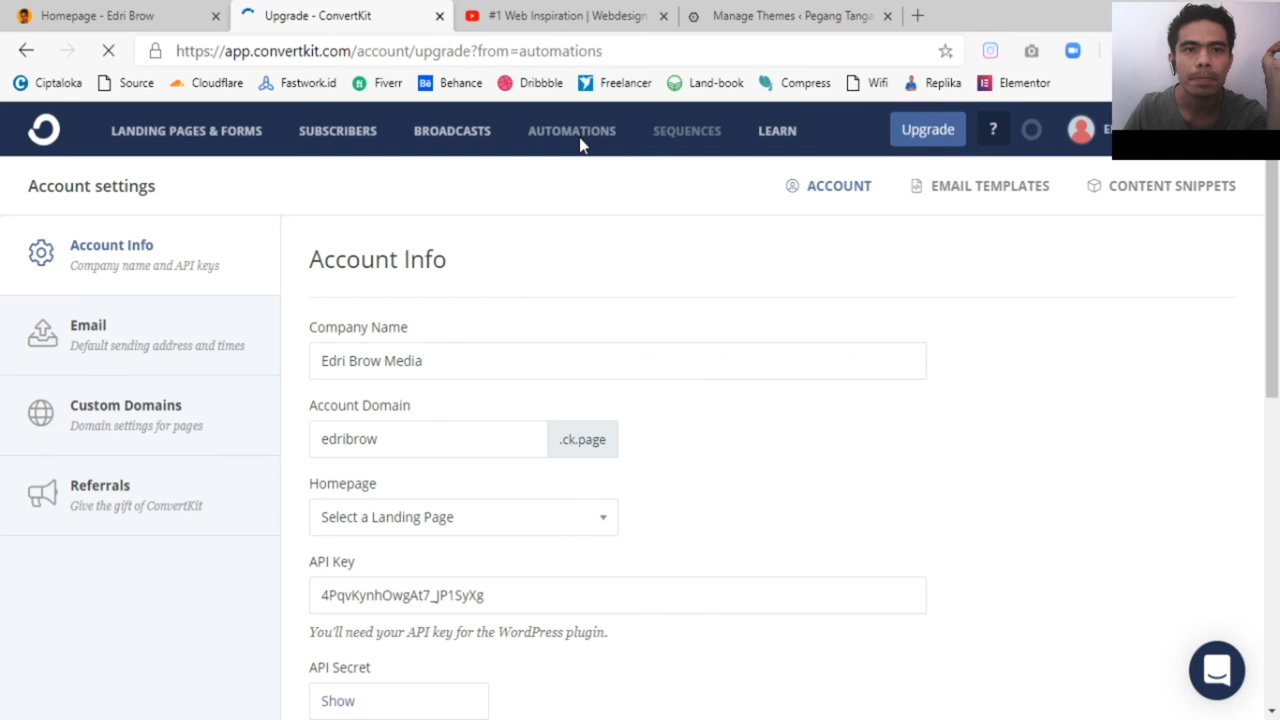 Homepage - Edri Brow
Upgrade - ConvertKit
#1 Web Inspiration | Webdesign
Manage Themes ‹ Pegang Tanga
https://app.convertkit.com/account/upgrade?from=automations
Ciptaloka Source Cloudflare Fastwork.id Fiverr Behance Dribbble Freelancer Land-book Compress Wifi Replika Elementor
LANDING PAGES & FORMS SUBSCRIBERS BROADCASTS AUTOMATIONS SEQUENCES LEARN Upgrade ?
Account settings
ACCOUNT EMAIL TEMPLATES CONTENT SNIPPETS
Account Info
Company name and API keys
Email
Default sending address and times
Custom Domains
Domain settings for pages
Referrals
Give the gift of ConvertKit
Account Info
Company Name
Edri Brow Media
Account Domain
edribrow .ck.page
Homepage
Select a Landing Page
API Key
4PqvKynhOwgAt7_JP1SyXg
You'll need your API key for the WordPress plugin.
API Secret
Show